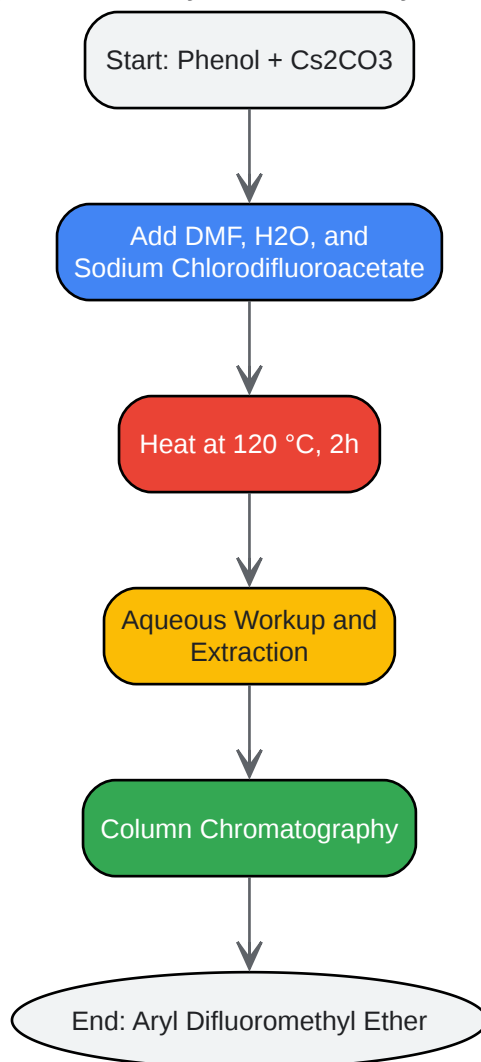 Start: Phenol + Cs2CO3
Add DMF, H2O, and
Sodium Chlorodifluoroacetate
Heat at 120 °C, 2h
Aqueous Workup and
Extraction
Column Chromatography
End: Aryl Difluoromethyl Ether